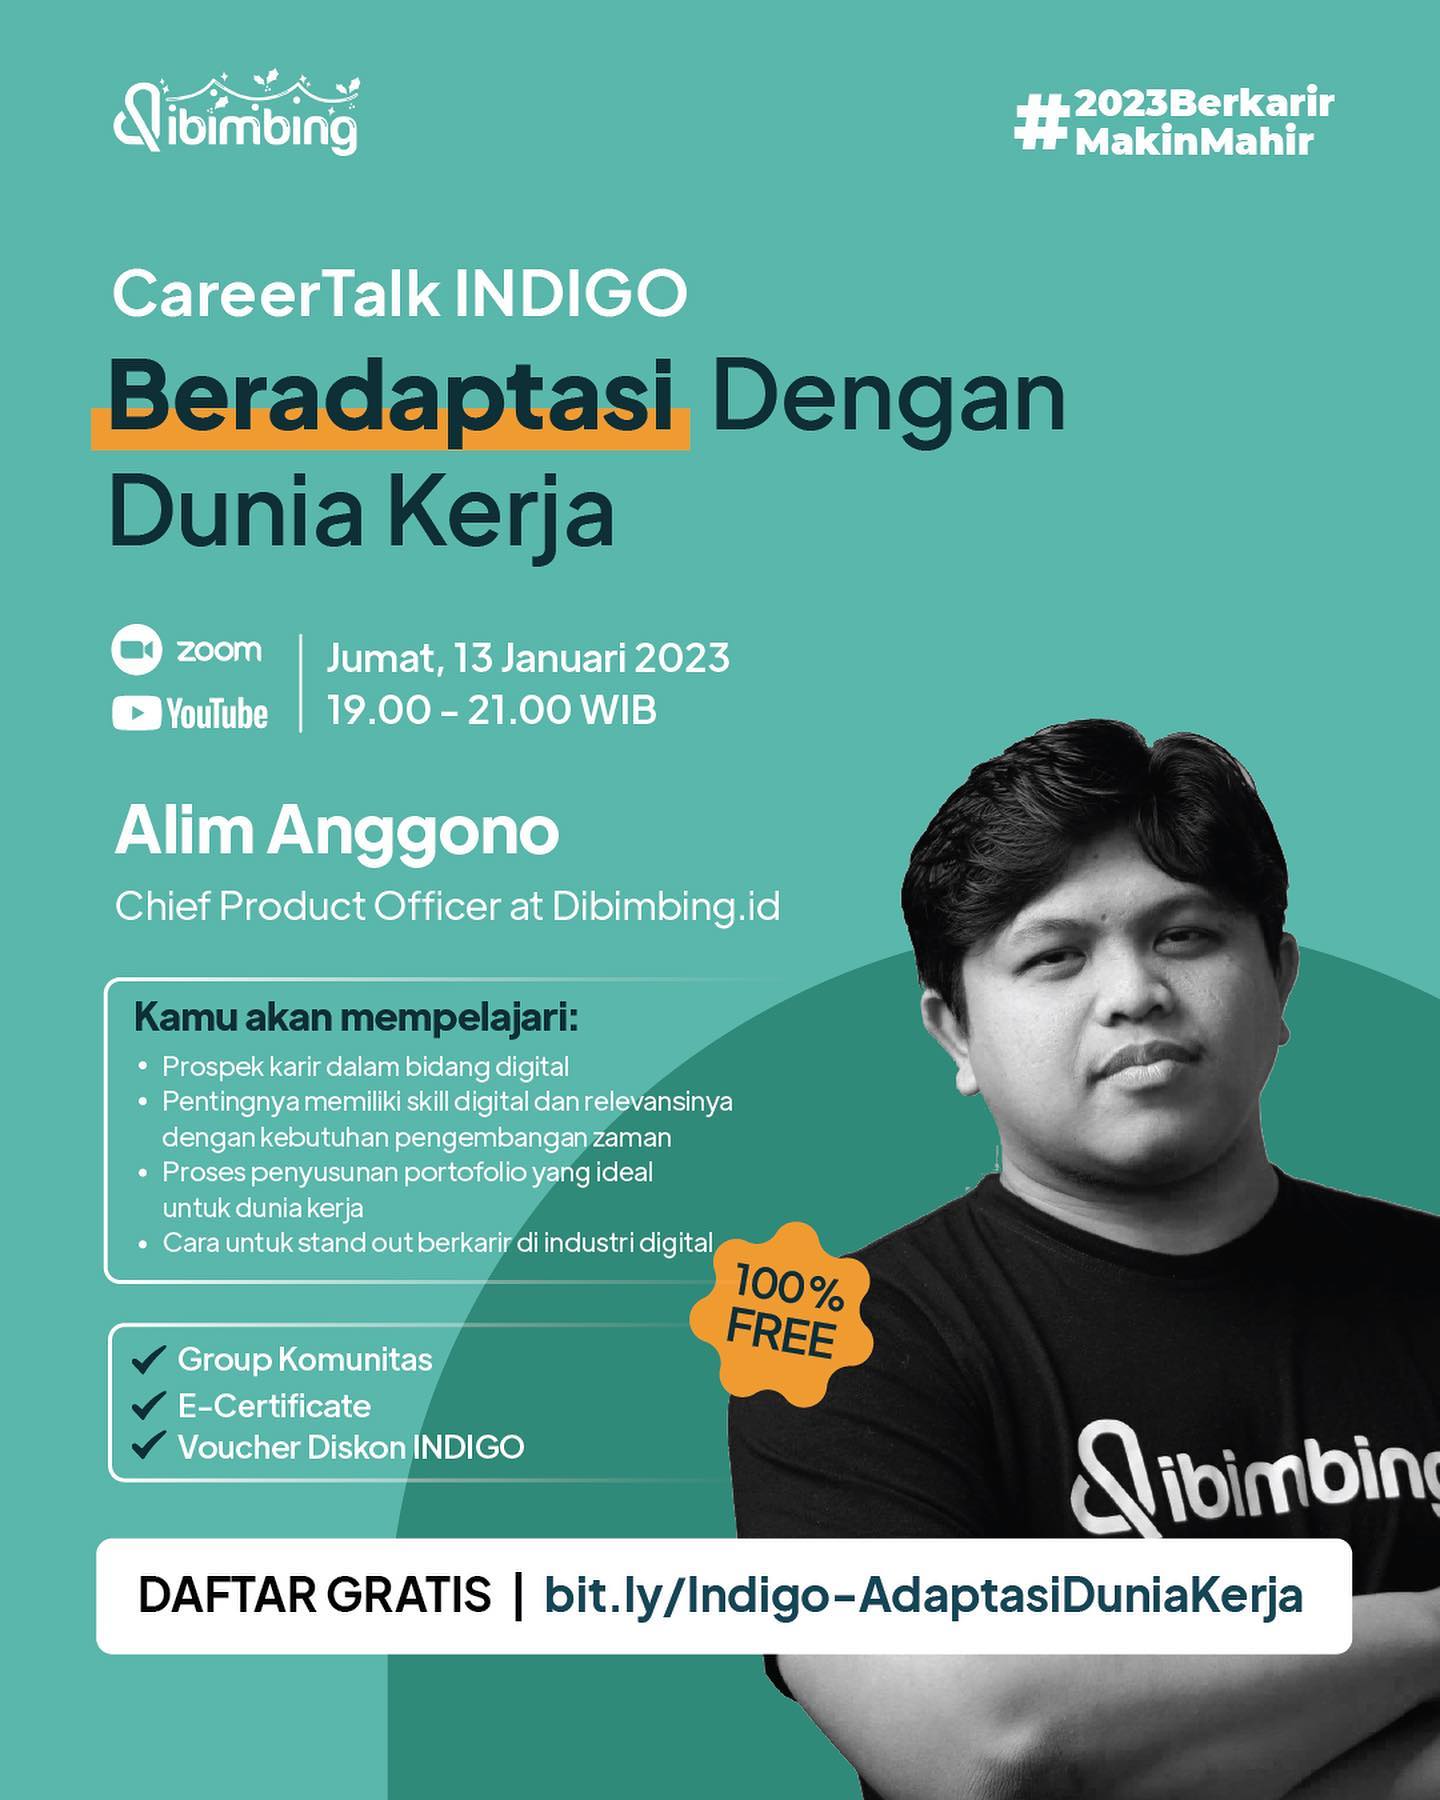 Dibimbing
#2023Berkarir
MakinMahir
CareerTalk INDIGO
Beradaptasi Dengan
Dunia Kerja
zoom
YouTube
Jumat, 13 Januari 2023
19.00 - 21.00 WIB
Alim Anggono
Chief Product Officer at Dibimbing.id
Kamu akan mempelajari:
• Prospek karir dalam bidang digital
• Pentingnya memiliki skill digital dan relevansinya
dengan kebutuhan pengembangan zaman
• Proses penyusunan portofolio yang ideal
untuk dunia kerja
• Cara untuk stand out berkarir di industri digital
100%
FREE
Group Komunitas
E-Certificate
Voucher Diskon INDIGO
Dibimbing
DAFTAR GRATIS | bit.ly/Indigo-AdaptasiDuniaKerja